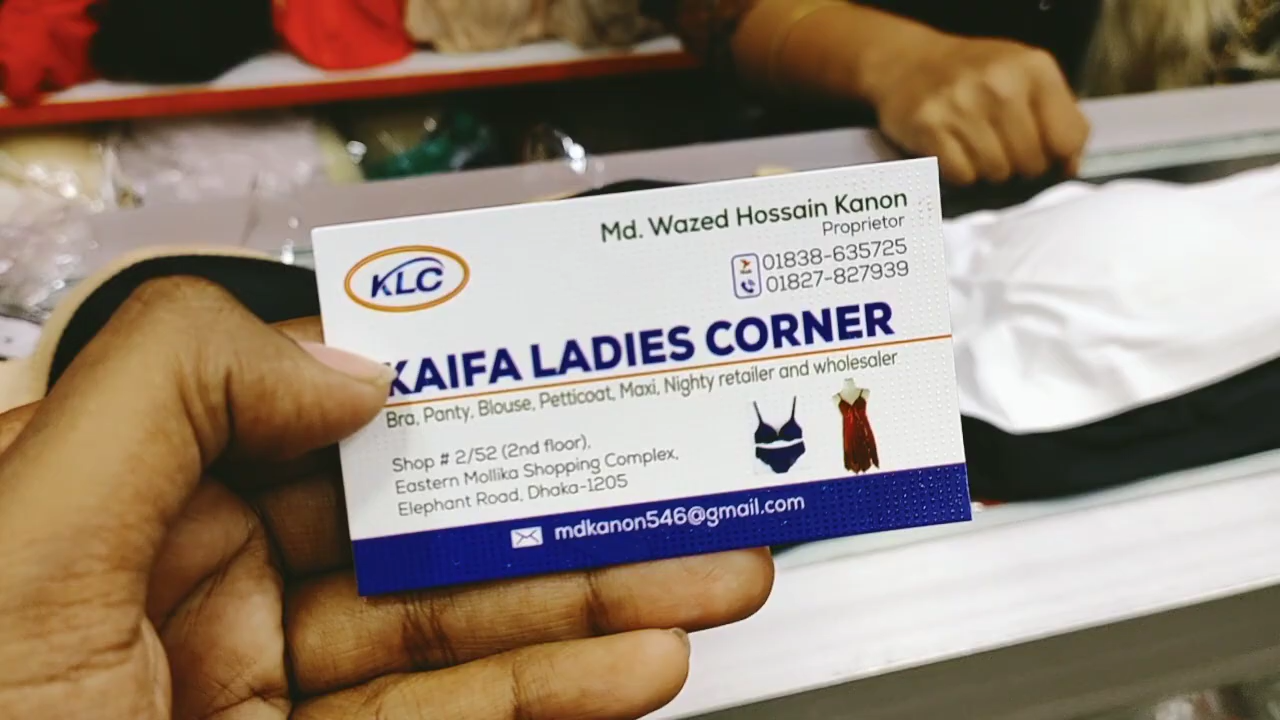 KLC
Md. Wazed Hossain Kanon
Proprietor
01838-635725
01827-827939
KAIFA LADIES CORNER
Bra, Panty, Blouse, Petticoat, Maxi, Nighty retailer and wholesaler
Shop # 2/52 (2nd floor),
Eastern Mollika Shopping Complex,
Elephant Road, Dhaka-1205
mdkanon546@gmail.com